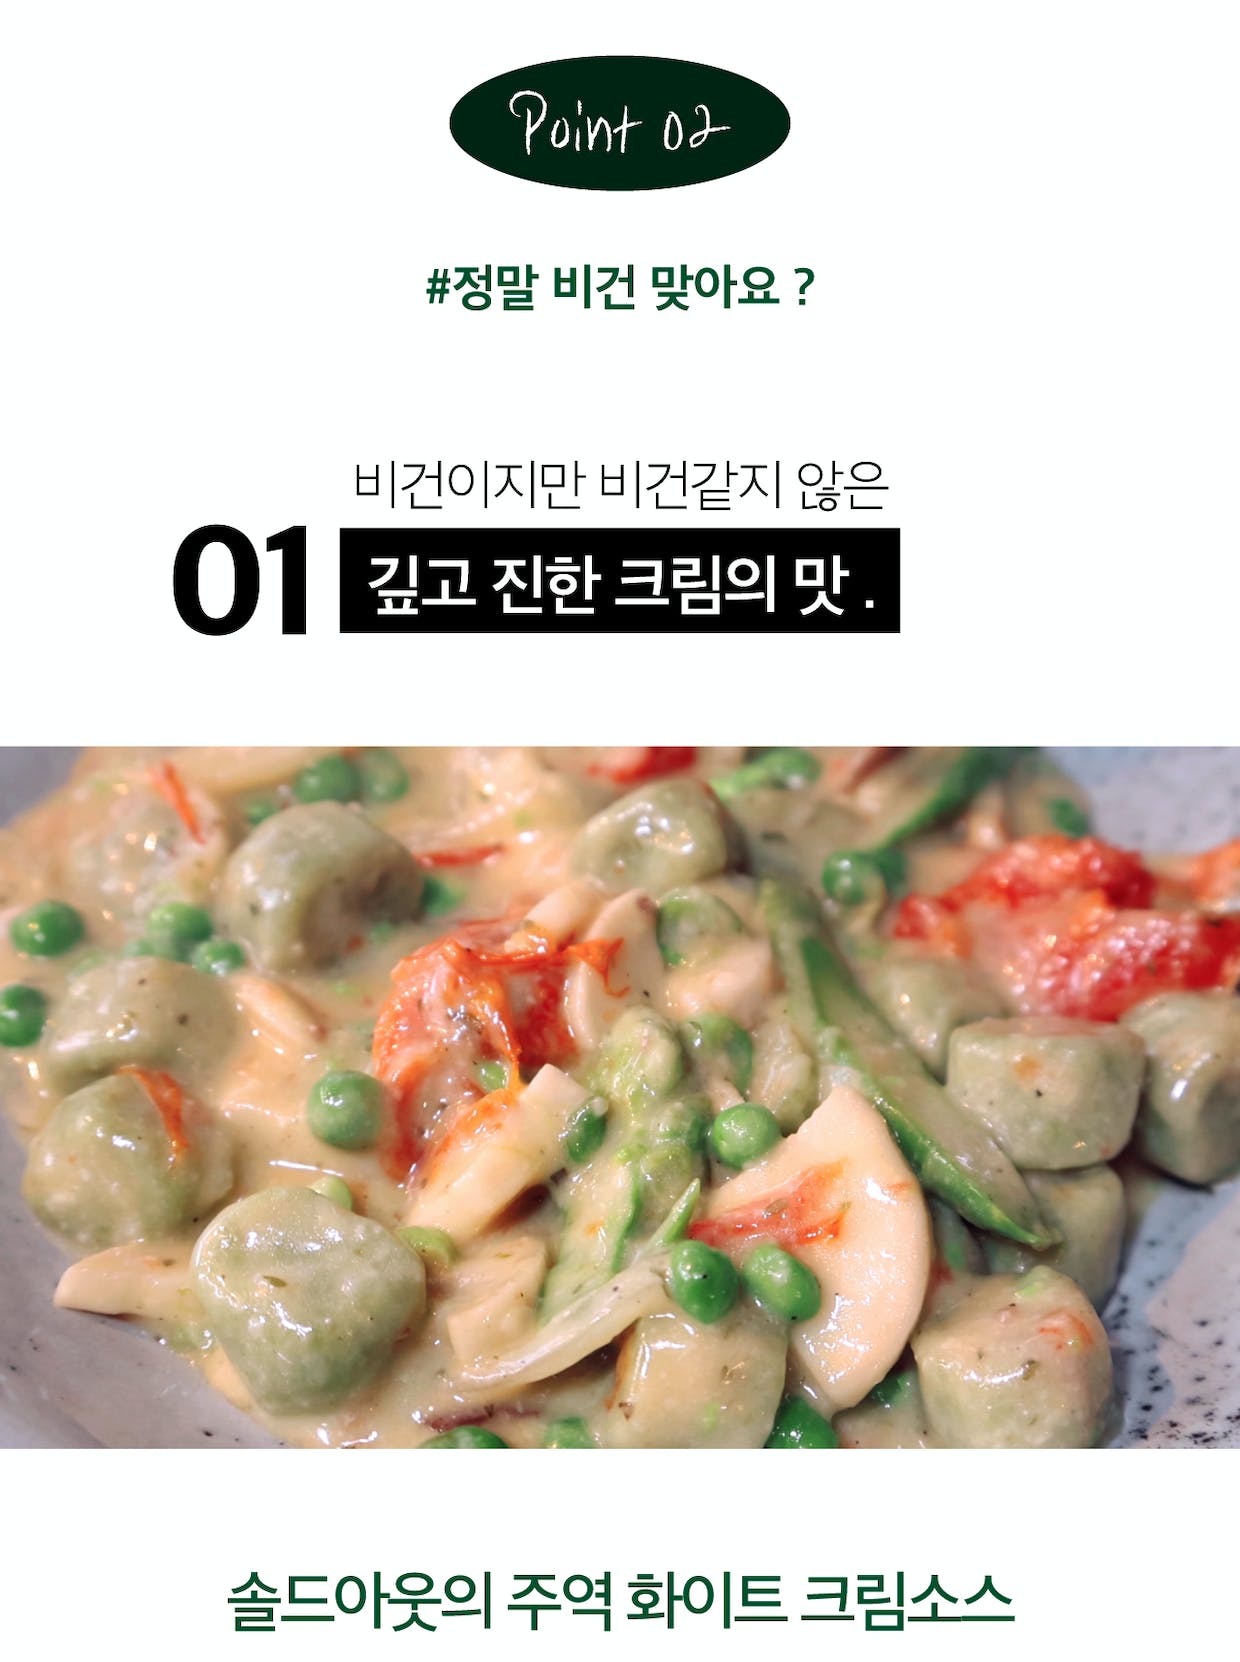 Point 02
#정말 비건 맞아요 ?
비건이지만 비건같지 않은
01 깊고 진한 크림의 맛 .
솔드아웃의 주역 화이트 크림소스